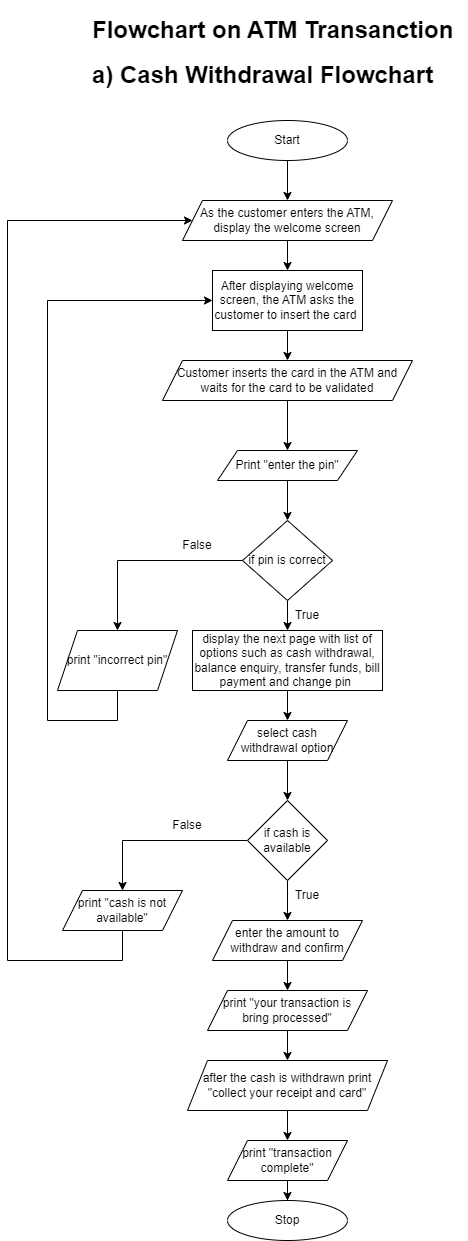 Flowchart on ATM Transanction
a) Cash Withdrawal Flowchart
Start
As the customer enters the ATM,
display the welcome screen
After displaying welcome
screen, the ATM asks the
customer to insert the card
Customer inserts the card in the ATM and
waits for the card to be validated
Print "enter the pin"
if pin is correct
False
True
print "incorrect pin"
display the next page with list of
options such as cash withdrawal,
balance enquiry, transfer funds, bill
payment and change pin
select cash
withdrawal option
if cash is
available
False
True
print "cash is not
available"
enter the amount to
withdraw and confirm
print "your transaction is
bring processed"
after the cash is withdrawn print
"collect your receipt and card"
print "transaction
complete"
Stop